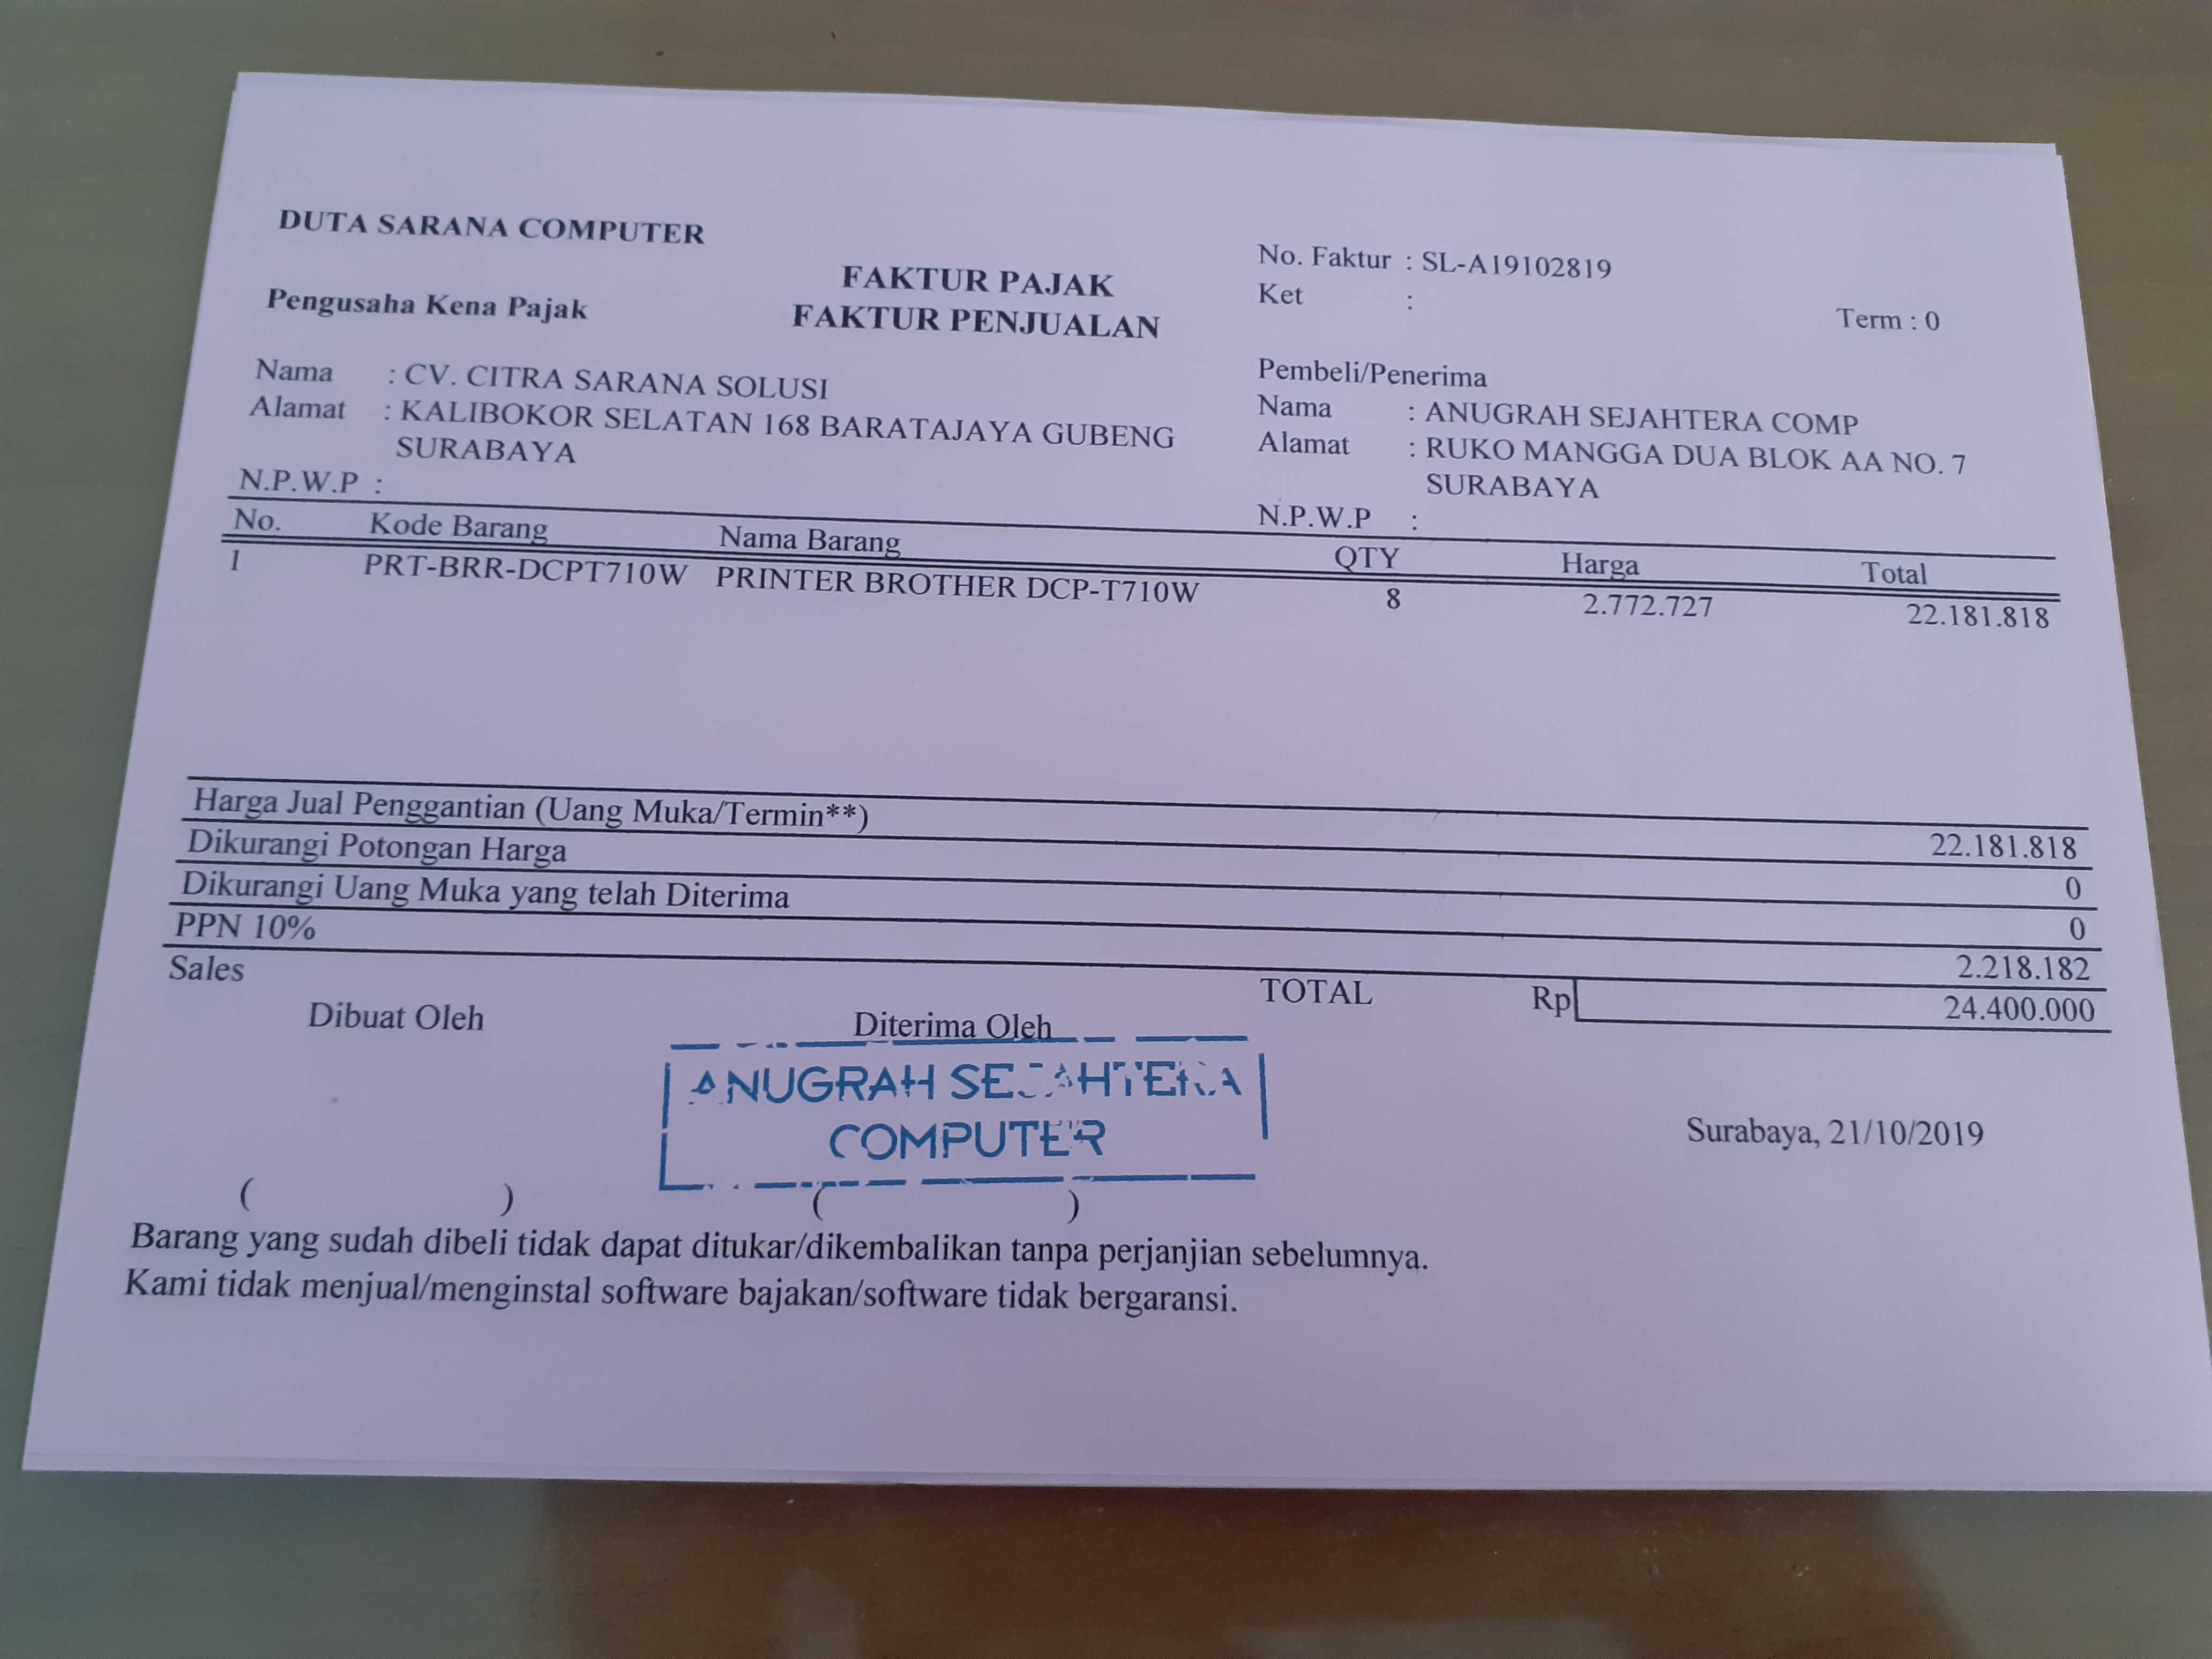 DUTA SARANA COMPUTER
FAKTUR PAJAK
FAKTUR PENJUALAN
No. Faktur : SL-A19102819
Ket :
Term : 0
Pengusaha Kena Pajak
Nama : CV. CITRA SARANA SOLUSI
Alamat : KALIBOKOR SELATAN 168 BARATAJAYA GUBENG
SURABAYA
N.P.W.P :
Pembeli/Penerima
Nama : ANUGRAH SEJAHTERA COMP
Alamat : RUKO MANGGA DUA BLOK AA NO. 7
SURABAYA
N.P.W.P :
No. Kode Barang Nama Barang QTY Harga Total
1 PRT-BRR-DCPT710W PRINTER BROTHER DCP-T710W 8 2.772.727 22.181.818
Harga Jual Penggantian (Uang Muka/Termin**) 22.181.818
Dikurangi Potongan Harga 0
Dikurangi Uang Muka yang telah Diterima 0
PPN 10% 2.218.182
Sales TOTAL Rp 24.400.000
Dibuat Oleh Diterima Oleh
ANUGRAH SEJAHTERA
COMPUTER
Surabaya, 21/10/2019
( ) ( )
Barang yang sudah dibeli tidak dapat ditukar/dikembalikan tanpa perjanjian sebelumnya.
Kami tidak menjual/menginstal software bajakan/software tidak bergaransi.